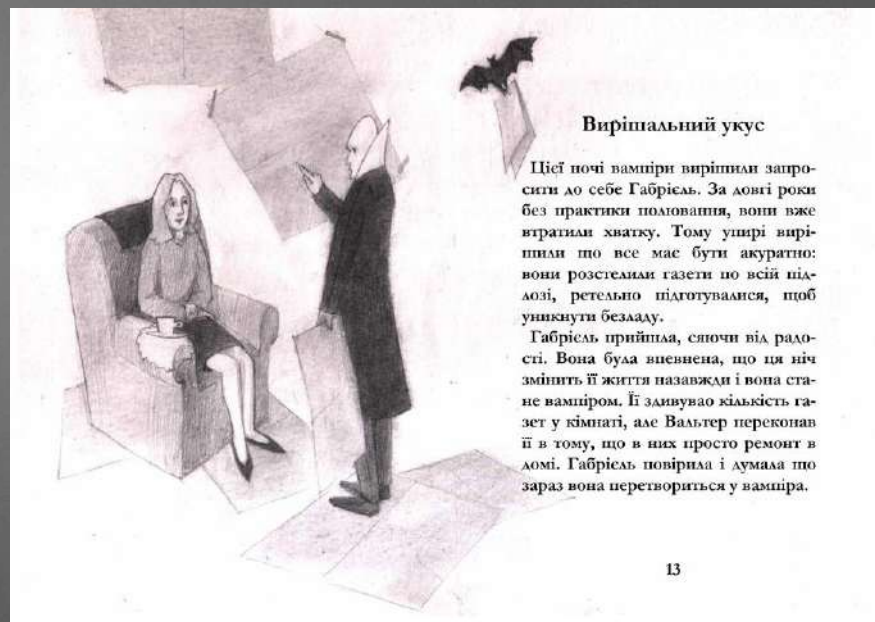 Вирішальний укус
Цієї ночі вампіри вирішили запро-
сити до себе Габрієль. За довгі роки
без практики полювання, вони вже
втратили хватку. Тому упирі вирі-
шили що все має бути акуратно:
вони розстелили газети по всій під-
лозі, ретельно підготувалися, щоб
уникнути безладу.
Габрієль прийшла, сяючи від радо-
сті. Вона була впевнена, що ця ніч
змінить її життя назавжди і вона ста-
не вампіром. Її здивувао кількість га-
зет у кімнаті, але Вальтер переконав
її в тому, що в них просто ремонт в
домі. Габрієль повірила і думала що
зараз вона перетвориться у вампіра.
13